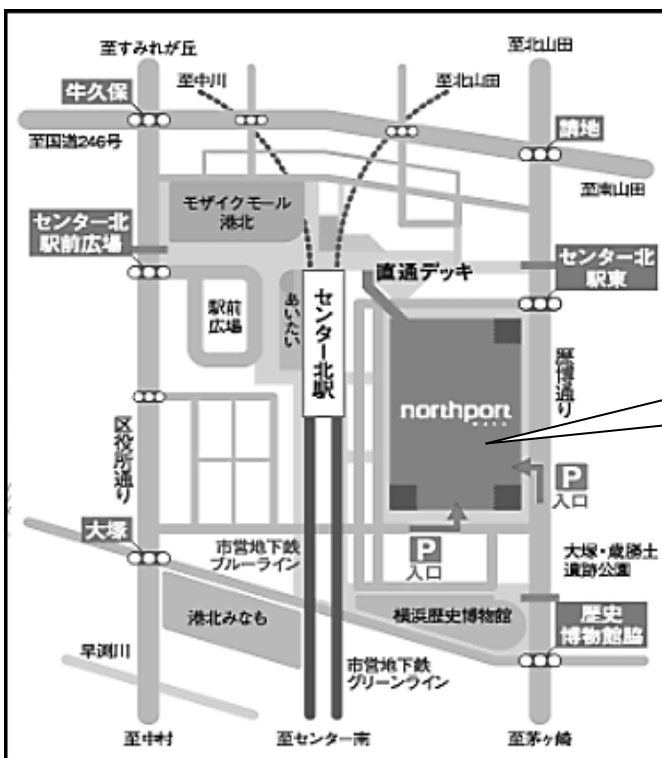 至すみれが丘
至北山田
至中川
至北山田
牛久保
至国道246号
請地
至南山田
モザイクモール
港北
センター北
駅前広場
直通デッキ
センター北
駅東
駅前
広場
あいたい
センター北駅
歴博通り
northport
区役所通り
P
入口
P
入口
大塚
市営地下鉄
ブルーライン
大塚・歳勝土
遺跡公園
港北みなも
横浜歴史博物館
歴史
博物館脇
早渕川
市営地下鉄
グリーンライン
至中村
至センター南
至茅ヶ崎